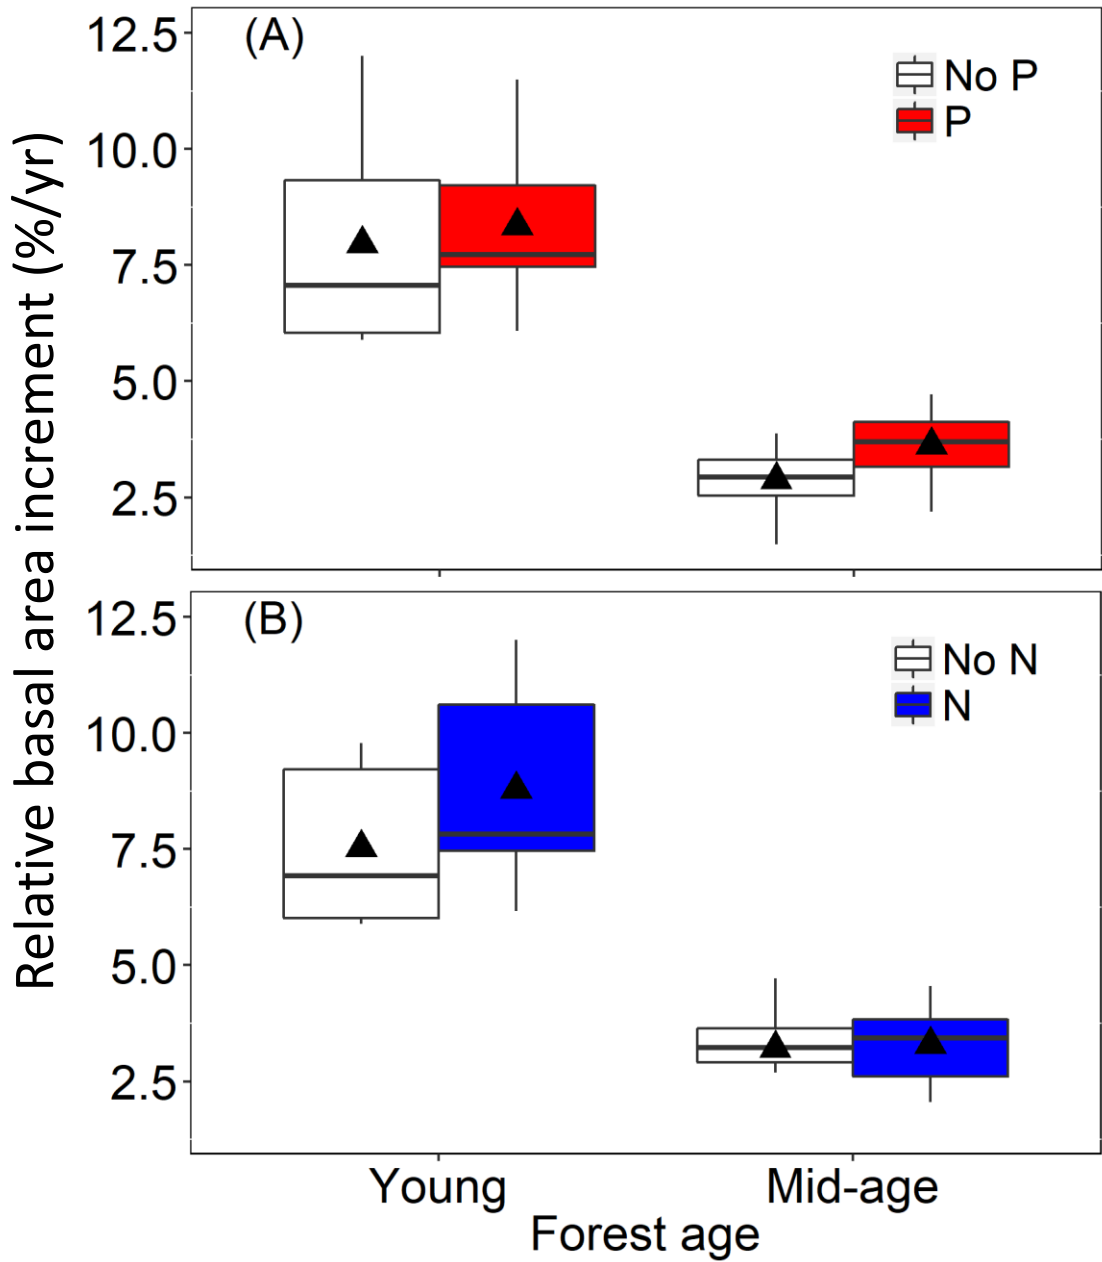 Relative basal area increment (%/yr)
(A)
12.5
10.0
7.5
5.0
2.5
No P
P
(B)
12.5
10.0
7.5
5.0
2.5
No N
N
Young
Mid-age
Forest age